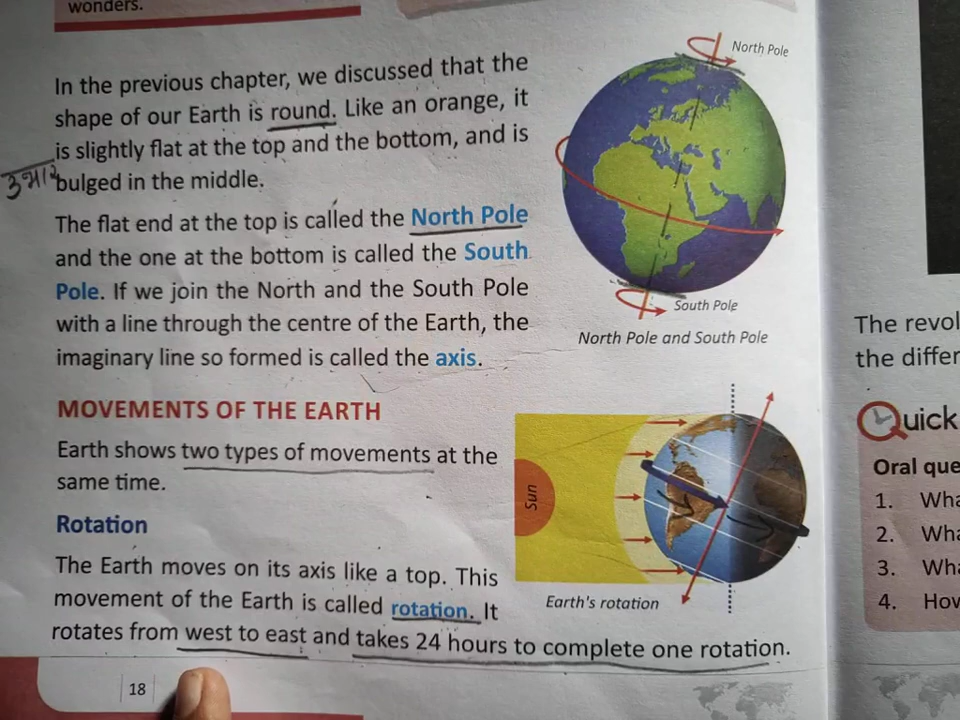 wonders.
In the previous chapter, we discussed that the
shape of our Earth is round. Like an orange, it
is slightly flat at the top and the bottom, and is
bulged in the middle.
The flat end at the top is called the North Pole
and the one at the bottom is called the South
Pole. If we join the North and the South Pole
with a line through the centre of the Earth, the
imaginary line so formed is called the axis.
North Pole
South Pole
North Pole and South Pole
MOVEMENTS OF THE EARTH
Earth shows two types of movements at the
same time.
Rotation
The Earth moves on its axis like a top. This
movement of the Earth is called rotation. It
rotates from west to east and takes 24 hours to complete one rotation.
Sun
Earth's rotation
18
The revol
the differ
Quick
Oral que
1. Wha
2. Wha
3. Wh
4. How